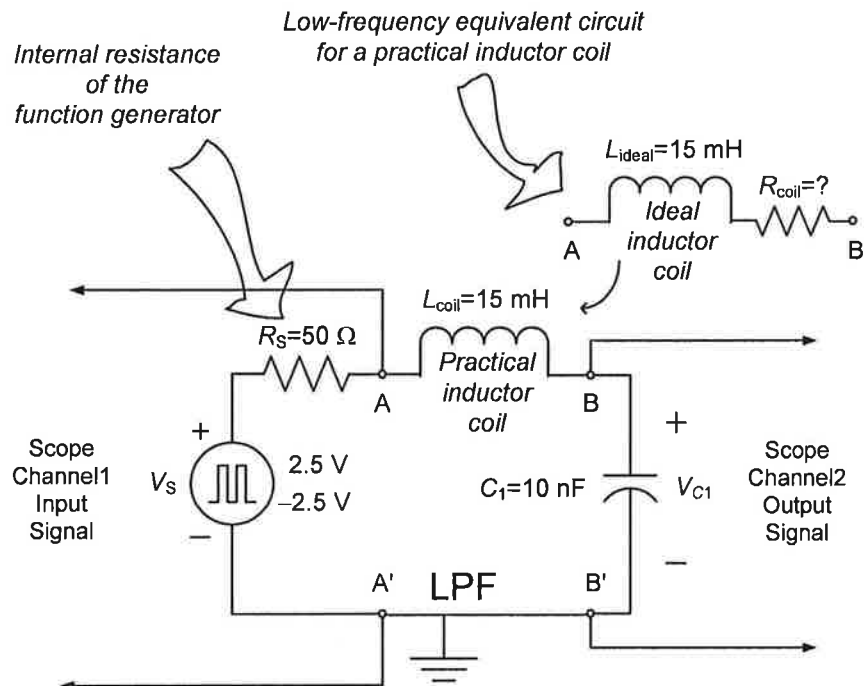 Low-frequency equivalent circuit
for a practical inductor coil
Internal resistance
of the
function generator
L_ideal=15 mH
R_coil=?
A
Ideal
inductor
coil
B
L_coil=15 mH
R_S=50 Ω
A
Practical
inductor
coil
B
Scope
Channel1
Input
Signal
V_S
+
2.5 V
−2.5 V
−
C_1=10 nF
+
V_C1
−
Scope
Channel2
Output
Signal
A'
LPF
B'